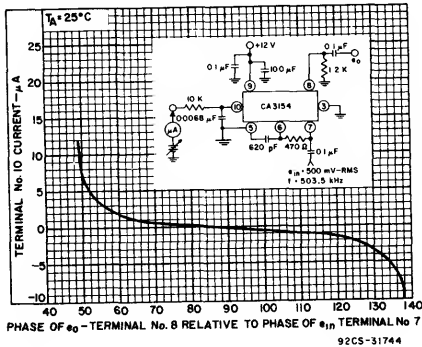 TA = 25°C
TERMINAL No. 10 CURRENT—μA
25
20
15
10
5
0
-5
-10
+12 V
0.1 μF
100 μF
0.1 μF
eo
1.2 K
10 K
0.0068 μF
μA
9
8
10
CA3154
3
5
6
7
620 pF
470 Ω
0.1 μF
ein = 500 mV-RMS
f = 503.5 kHz
40 50 60 70 80 90 100 110 120 130 140
PHASE OF eo – TERMINAL No. 8 RELATIVE TO PHASE OF ein TERMINAL No 7
92CS-31744